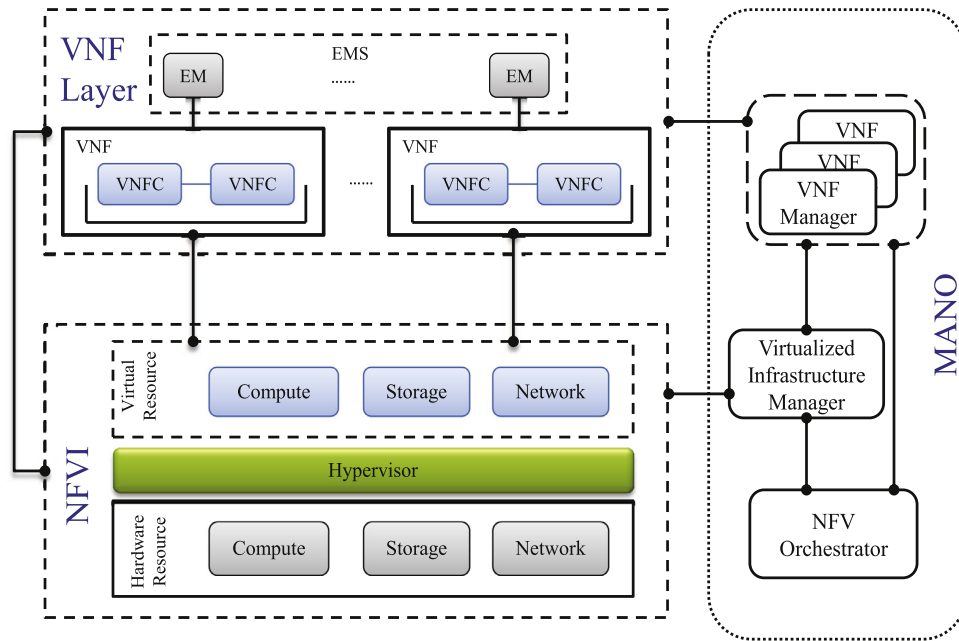 VNF
Layer
EMS
EM
......
EM
VNF
VNFC
VNFC
......
VNF
VNFC
VNFC
NFVI
Virtual
Resource
Compute
Storage
Network
Hypervisor
Hardware
Resource
Compute
Storage
Network
MANO
VNF
VNF
VNF
Manager
Virtualized
Infrastructure
Manager
NFV
Orchestrator